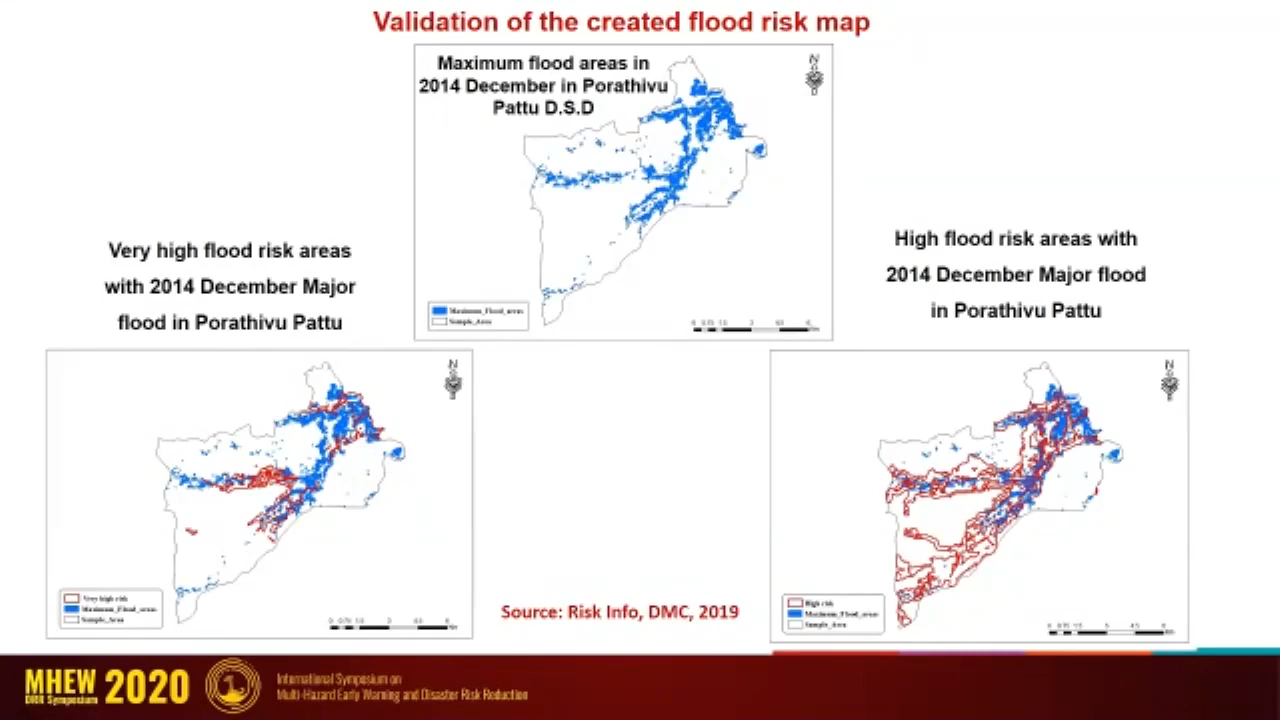 Validation of the created flood risk map
Maximum flood areas in
2014 December in Porathivu
Pattu D.S.D
N
Maximum_Flood_areas
Sample_Area
Very high flood risk areas
with 2014 December Major
flood in Porathivu Pattu
High flood risk areas with
2014 December Major flood
in Porathivu Pattu
N
Very high risk
Maximum_Flood_areas
Sample_Area
Source: Risk Info, DMC, 2019
N
High risk
Maximum_Flood_areas
Sample_Area
MHEW 2020
DRR Symposium
International Symposium on
Multi-Hazard Early Warning and Disaster Risk Reduction